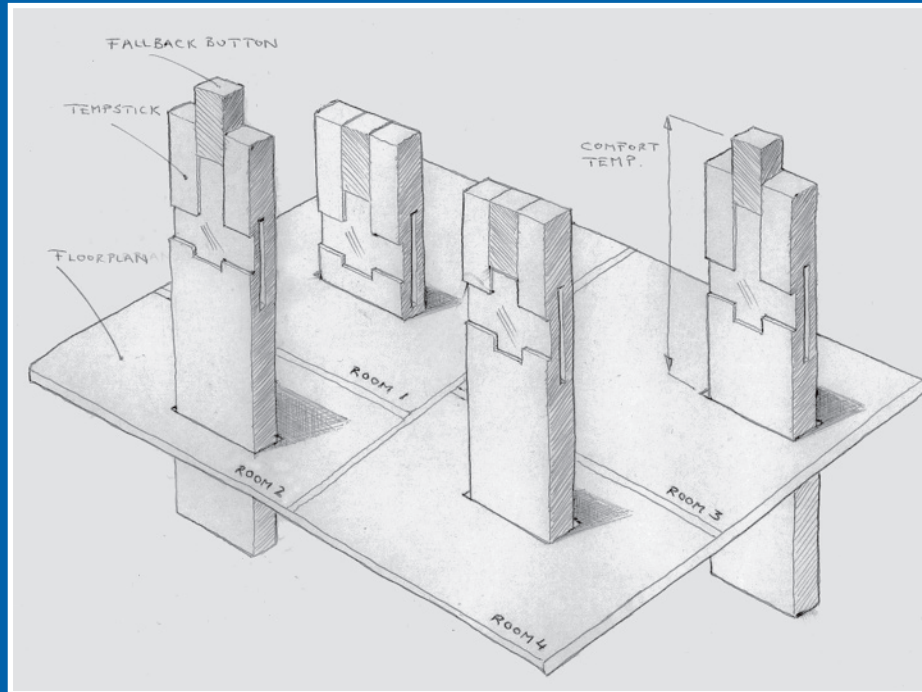 FALLBACK BUTTON
TEMPSTICK
COMFORT
TEMP.
FLOORPLAN
ROOM 1
ROOM 2
ROOM 3
ROOM 4